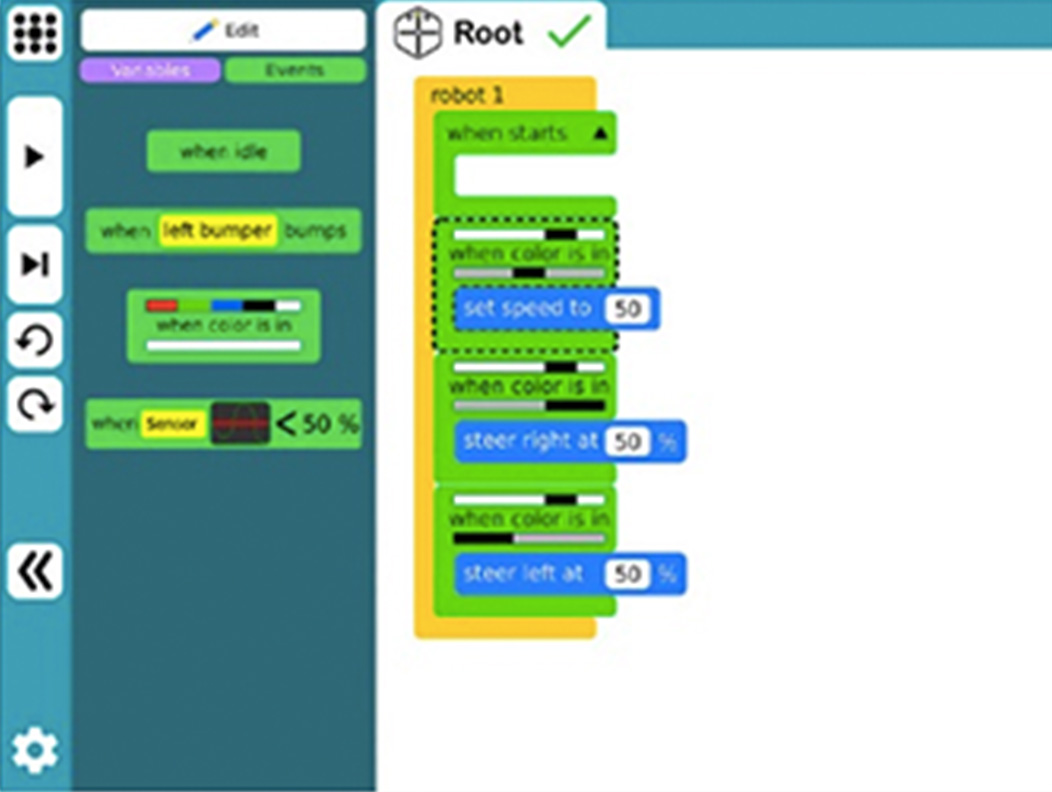 Edit
Variables
Events
when idle
when left bumper bumps
when color is in
when Sensor < 50 %
Root
robot 1
when starts
when color is in
set speed to 50
when color is in
steer right at 50 %
when color is in
steer left at 50 %